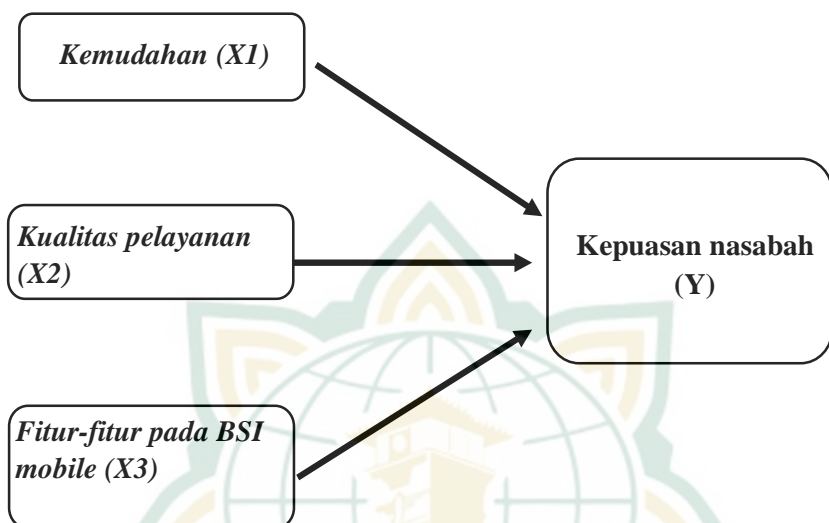 Kemudahan (X1)
Kualitas pelayanan
(X2)
Kepuasan nasabah
(Y)
Fitur-fitur pada BSI
mobile (X3)